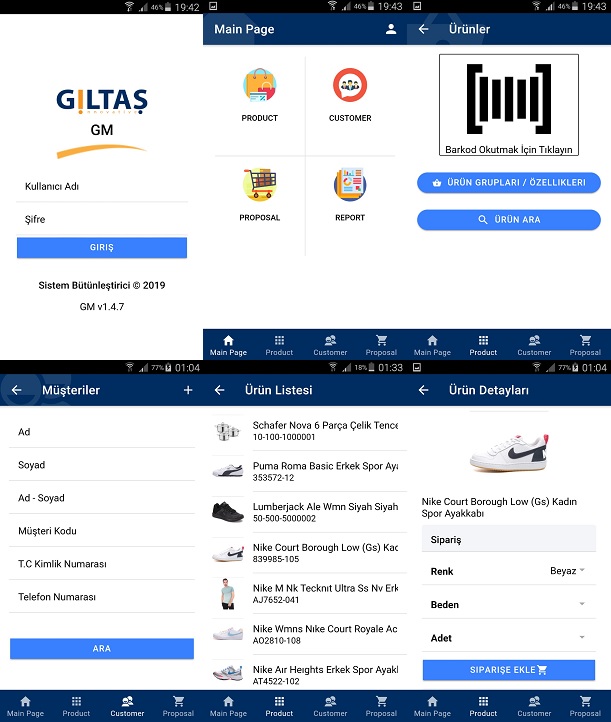 46% 19:42
GILTAŞ
GM
Kullanıcı Adı
Şifre
GIRIŞ
Sistem Bütünleştirici © 2019
GM v1.4.7
46% 19:43
Main Page
PRODUCT
CUSTOMER
PROPOSAL
REPORT
Main Page Product Customer Proposal
46% 19:43
Ürünler
Barkod Okutmak İçin Tıklayın
ÜRÜN GRUPLARI / ÖZELLIKLERI
ÜRÜN ARA
Main Page Product Customer Proposal
77% 01:04
Müşteriler
Ad
Soyad
Ad - Soyad
Müşteri Kodu
T.C Kimlik Numarası
Telefon Numarası
ARA
Main Page Product Customer Proposal
18% 01:33
Ürün Listesi
Schafer Nova 6 Parça Çelik Tence
10-100-1000001
Puma Roma Basic Erkek Spor Aya
353572-12
Lumberjack Ale Wmn Siyah Siyah
50-500-5000002
Nike Court Borough Low (Gs) Kad
839985-105
Nike M Nk Tecknıt Ultra Ss Nv Erk
AJ7652-041
Nike Wmns Nıke Court Royale Ac
AO2810-108
Nike Aır Heıghts Erkek Spor Ayakl
AT4522-102
Main Page Product Customer Proposal
77% 01:04
Ürün Detayları
Nike Court Borough Low (Gs) Kadın
Spor Ayakkabı
Sipariş
Renk Beyaz
Beden
Adet
SIPARIŞE EKLE
Main Page Product Customer Proposal